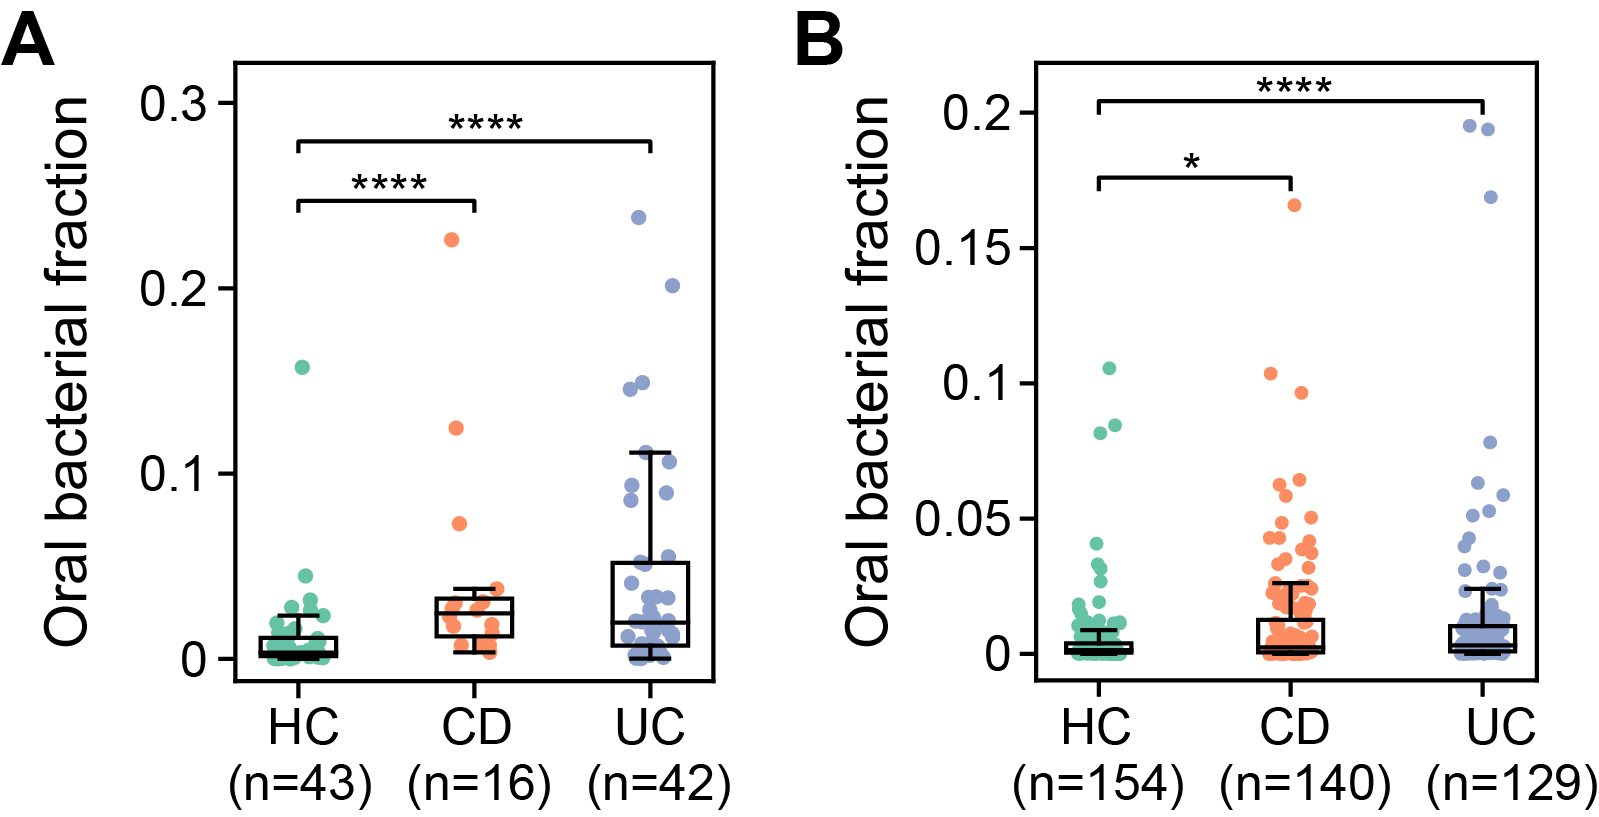 A
Oral bacterial fraction
0.3
0.2
0.1
0
****
****
HC
CD
UC
(n=43)
(n=16)
(n=42)
B
Oral bacterial fraction
0.2
0.15
0.1
0.05
0
****
*
HC
CD
UC
(n=154)
(n=140)
(n=129)